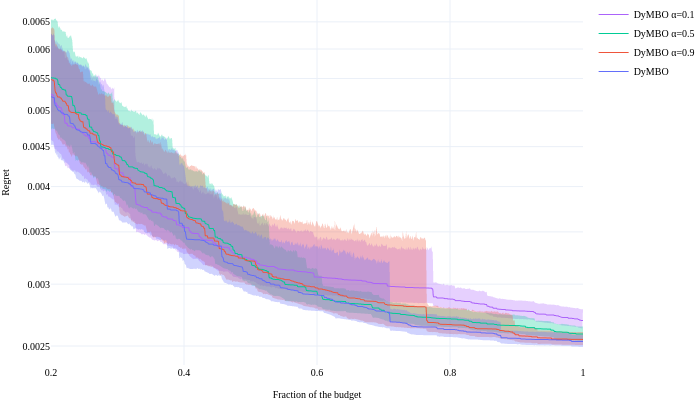 0.0065
0.006
0.0055
0.005
0.0045
0.004
0.0035
0.003
0.0025
Regret
0.2
0.4
0.6
0.8
1
Fraction of the budget
DyMBO α=0.1
DyMBO α=0.5
DyMBO α=0.9
DyMBO